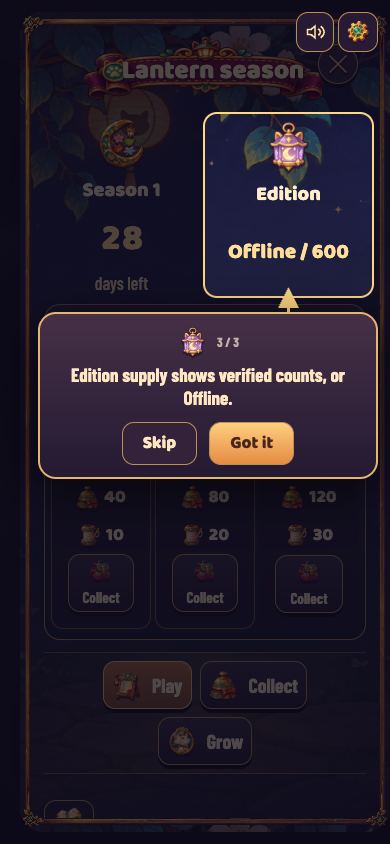 Lantern season
Season 1
28
days left
Edition
Offline / 600
3 / 3
Edition supply shows verified counts, or
Offline.
Skip
Got it
40
80
120
10
20
30
Collect
Collect
Collect
Play
Collect
Grow